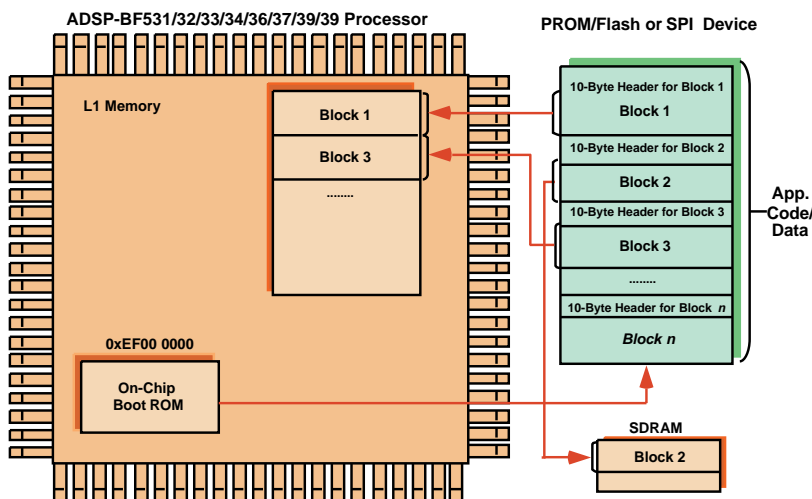 ADSP-BF531/32/33/34/36/37/39/39 Processor
PROM/Flash or SPI Device
L1 Memory
Block 1
Block 3
........
0xEF00 0000
On-Chip
Boot ROM
10-Byte Header for Block 1
Block 1
10-Byte Header for Block 2
Block 2
10-Byte Header for Block 3
Block 3
........
10-Byte Header for Block n
Block n
App.
Code/
Data
SDRAM
Block 2